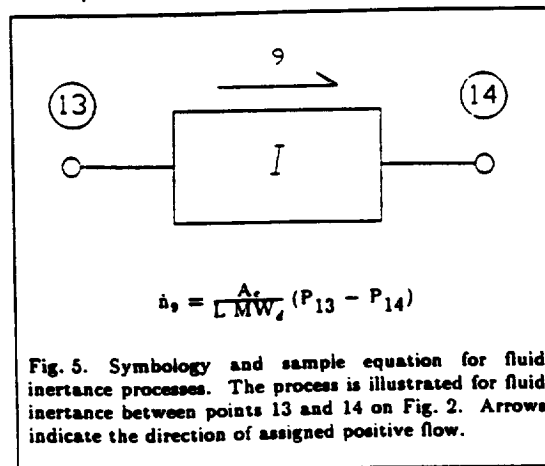 9
13
14
I
ṅ₉ = A_c / L MW_d (P₁₃ − P₁₄)
Fig. 5. Symbology and sample equation for fluid
inertance processes. The process is illustrated for fluid
inertance between points 13 and 14 on Fig. 2. Arrows
indicate the direction of assigned positive flow.